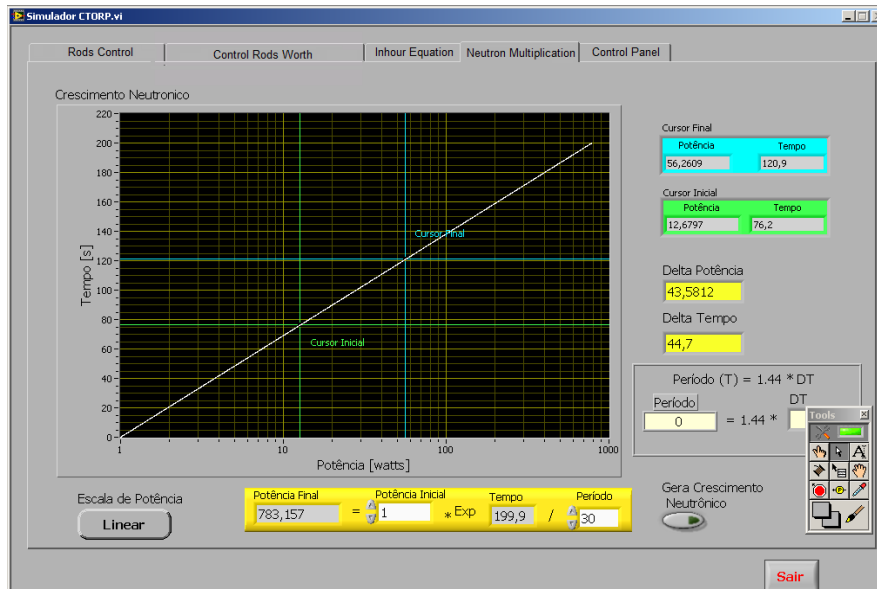 Simulador CTORP.vi
Rods Control
Control Rods Worth
Inhour Equation
Neutron Multiplication
Control Panel
Crescimento Neutronico
220
200
180
160
140
120
100
80
60
40
20
0
Tempo [s]
1
10
100
1000
Potência [watts]
Cursor Final
Cursor Inicial
Cursor Final
Potência Tempo
56,2609 120,9
Cursor Inicial
Potência Tempo
12,6797 76,2
Delta Potência
43,5812
Delta Tempo
44,7
Período (T) = 1.44 * DT
Período DT
0 = 1.44 *
Tools
A
Escala de Potência
Linear
Potência Final Potência Inicial Tempo Período
783,157 = 1 * Exp 199,9 / 30
Gera Crescimento
Neutrônico
Sair